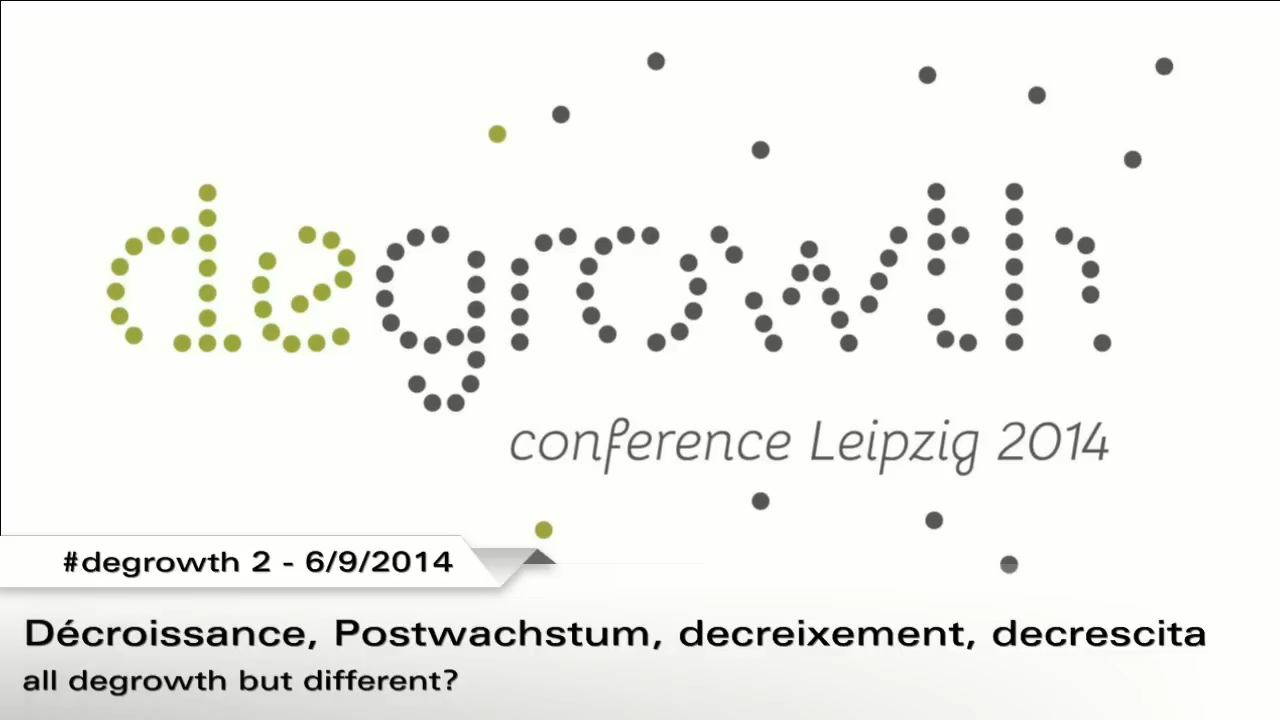 degrowth
conference Leipzig 2014
#degrowth 2 - 6/9/2014
Décroissance, Postwachstum, decreixement, decrescita
all degrowth but different?